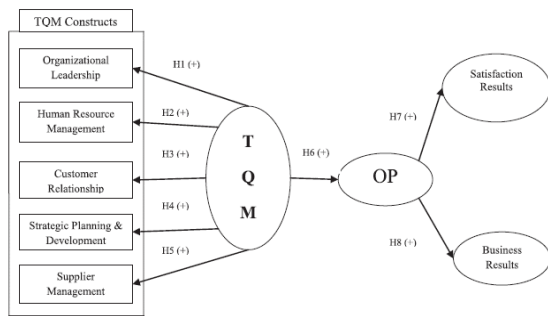 TQM Constructs
Organizational
Leadership
Human Resource
Management
Customer
Relationship
Strategic Planning &
Development
Supplier
Management
H1 (+)
H2 (+)
H3 (+)
H4 (+)
H5 (+)
T
Q
M
H6 (+)
OP
H7 (+)
H8 (+)
Satisfaction
Results
Business
Results